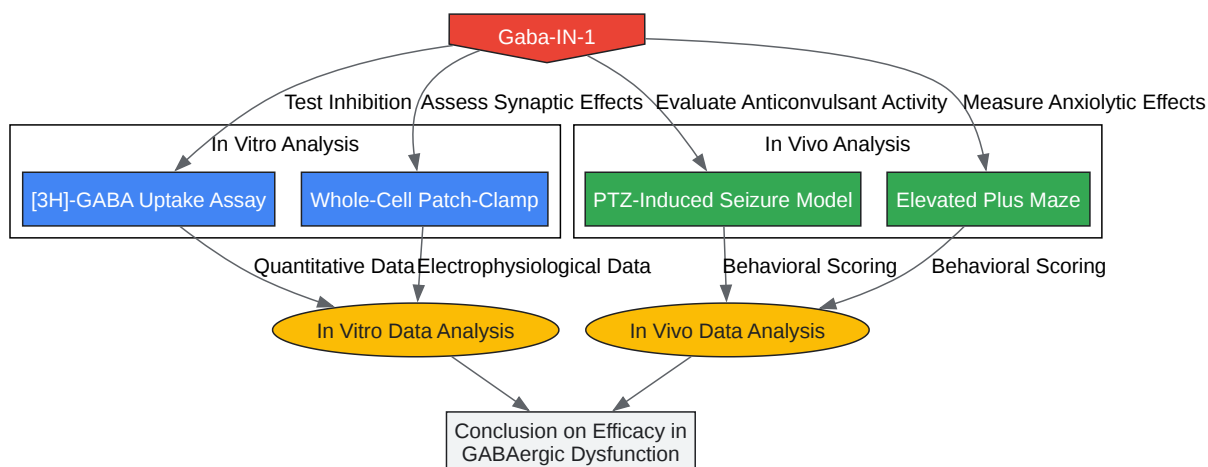 Gaba-IN-1
Test Inhibition
Assess Synaptic Effects
Evaluate Anticonvulsant Activity
Measure Anxiolytic Effects
In Vitro Analysis
In Vivo Analysis
[3H]-GABA Uptake Assay
Whole-Cell Patch-Clamp
PTZ-Induced Seizure Model
Elevated Plus Maze
Quantitative Data
Electrophysiological Data
Behavioral Scoring
Behavioral Scoring
In Vitro Data Analysis
In Vivo Data Analysis
Conclusion on Efficacy in
GABAergic Dysfunction